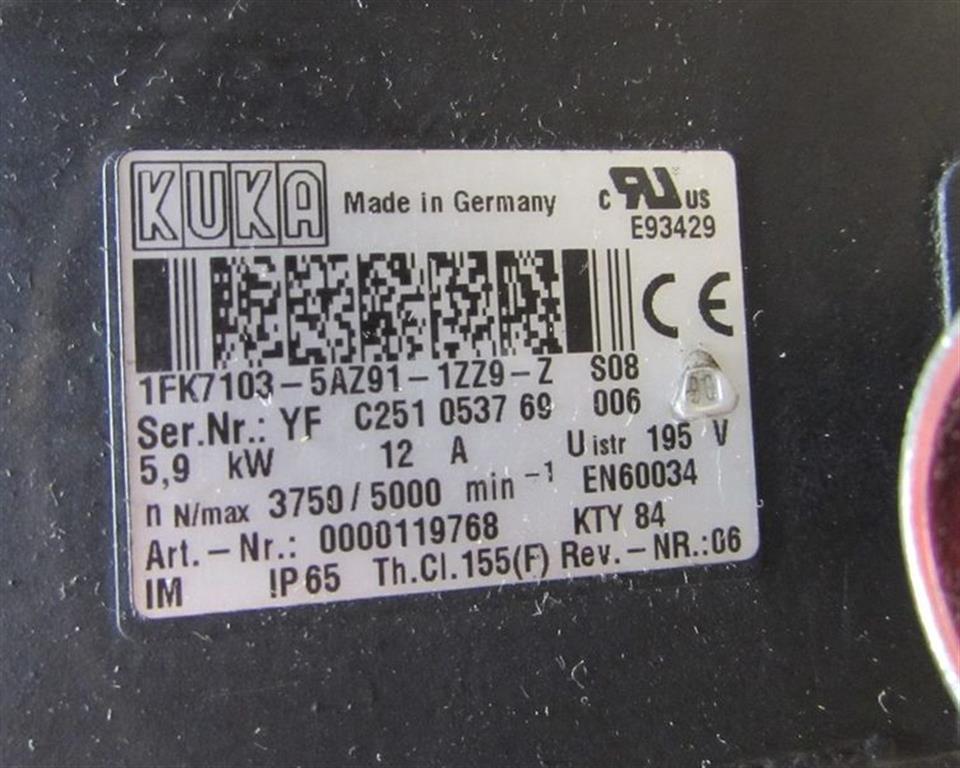 KUKA Made in Germany c RU US
E93429
CE
1FK7103-5AZ91-1ZZ9-Z S08
Ser.Nr.: YF C251 0537 69 006
5,9 kW 12 A U istr 195 V
n N/max 3750/5000 min -1 EN60034
Art.-Nr.: 0000119768 KTY 84
IM IP65 Th.Cl.155(F) Rev.-NR.:06